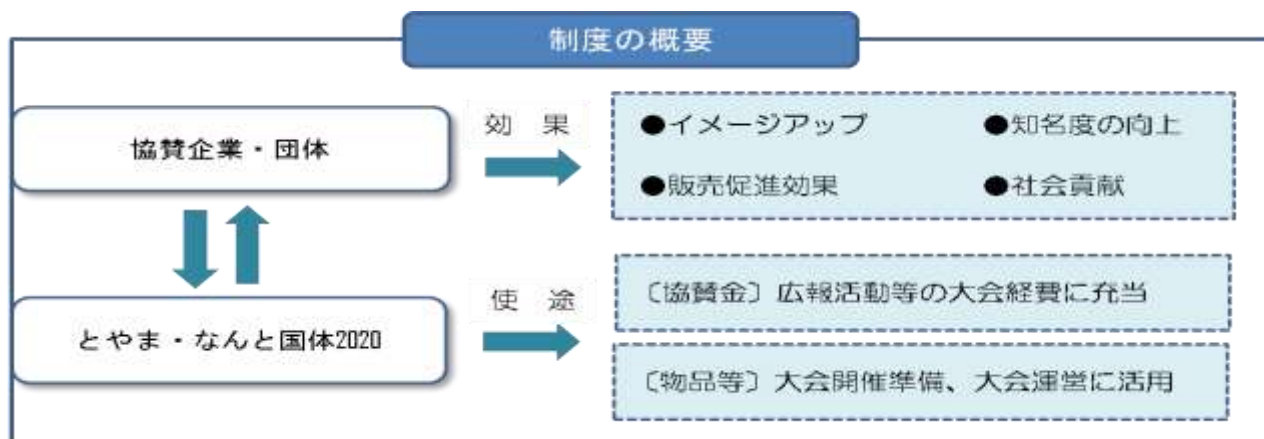 制度の概要
協賛企業・団体
効 果
●イメージアップ ●知名度の向上
●販売促進効果 ●社会貢献
とやま・なんと国体2020
使 途
〔協賛金〕広報活動等の大会経費に充当
〔物品等〕大会開催準備、大会運営に活用